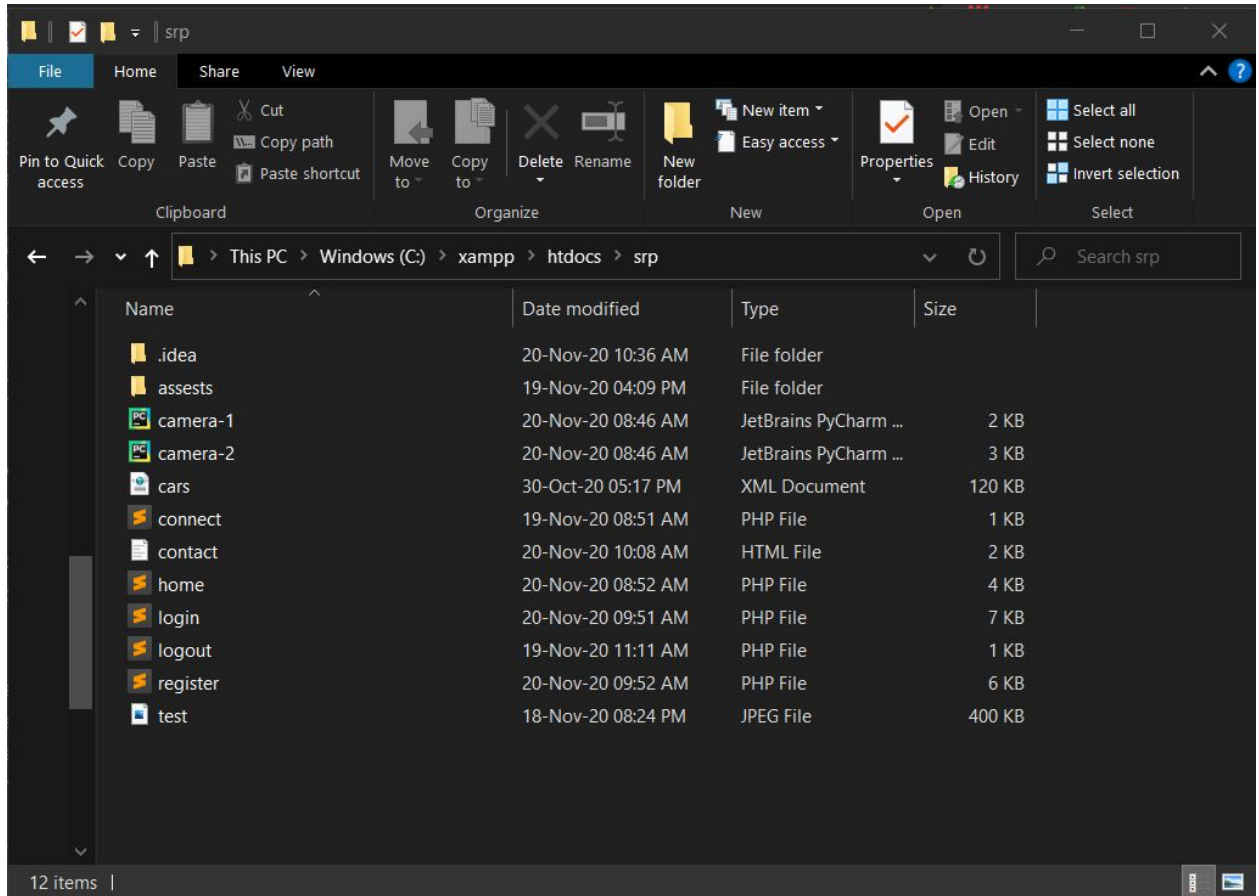 srp
File Home Share View ?
Pin to Quick access
Copy
Paste
Cut
Copy path
Paste shortcut
Move to
Copy to
Delete
Rename
New folder
New item
Easy access
Properties
Open
Edit
History
Select all
Select none
Invert selection
Clipboard Organize New Open Select
This PC > Windows (C:) > xampp > htdocs > srp Search srp
Name Date modified Type Size
.idea 20-Nov-20 10:36 AM File folder
assests 19-Nov-20 04:09 PM File folder
PC camera-1 20-Nov-20 08:46 AM JetBrains PyCharm ... 2 KB
PC camera-2 20-Nov-20 08:46 AM JetBrains PyCharm ... 3 KB
cars 30-Oct-20 05:17 PM XML Document 120 KB
connect 19-Nov-20 08:51 AM PHP File 1 KB
contact 20-Nov-20 10:08 AM HTML File 2 KB
home 20-Nov-20 08:52 AM PHP File 4 KB
login 20-Nov-20 09:51 AM PHP File 7 KB
logout 19-Nov-20 11:11 AM PHP File 1 KB
register 20-Nov-20 09:52 AM PHP File 6 KB
test 18-Nov-20 08:24 PM JPEG File 400 KB
12 items